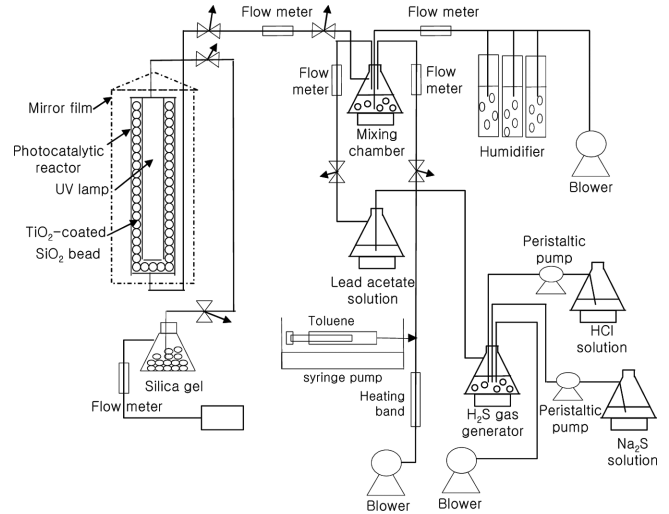 Flow meter
Flow meter
Flow
meter
Flow
meter
Mirror film
Photocatalytic
reactor
UV lamp
TiO₂-coated
SiO₂ bead
Mixing
chamber
Humidifier
Blower
Lead acetate
solution
Peristaltic
pump
HCl
solution
Toluene
syringe pump
Silica gel
Flow meter
Heating
band
H₂S gas
generator
Peristaltic
pump
Na₂S
solution
Blower
Blower